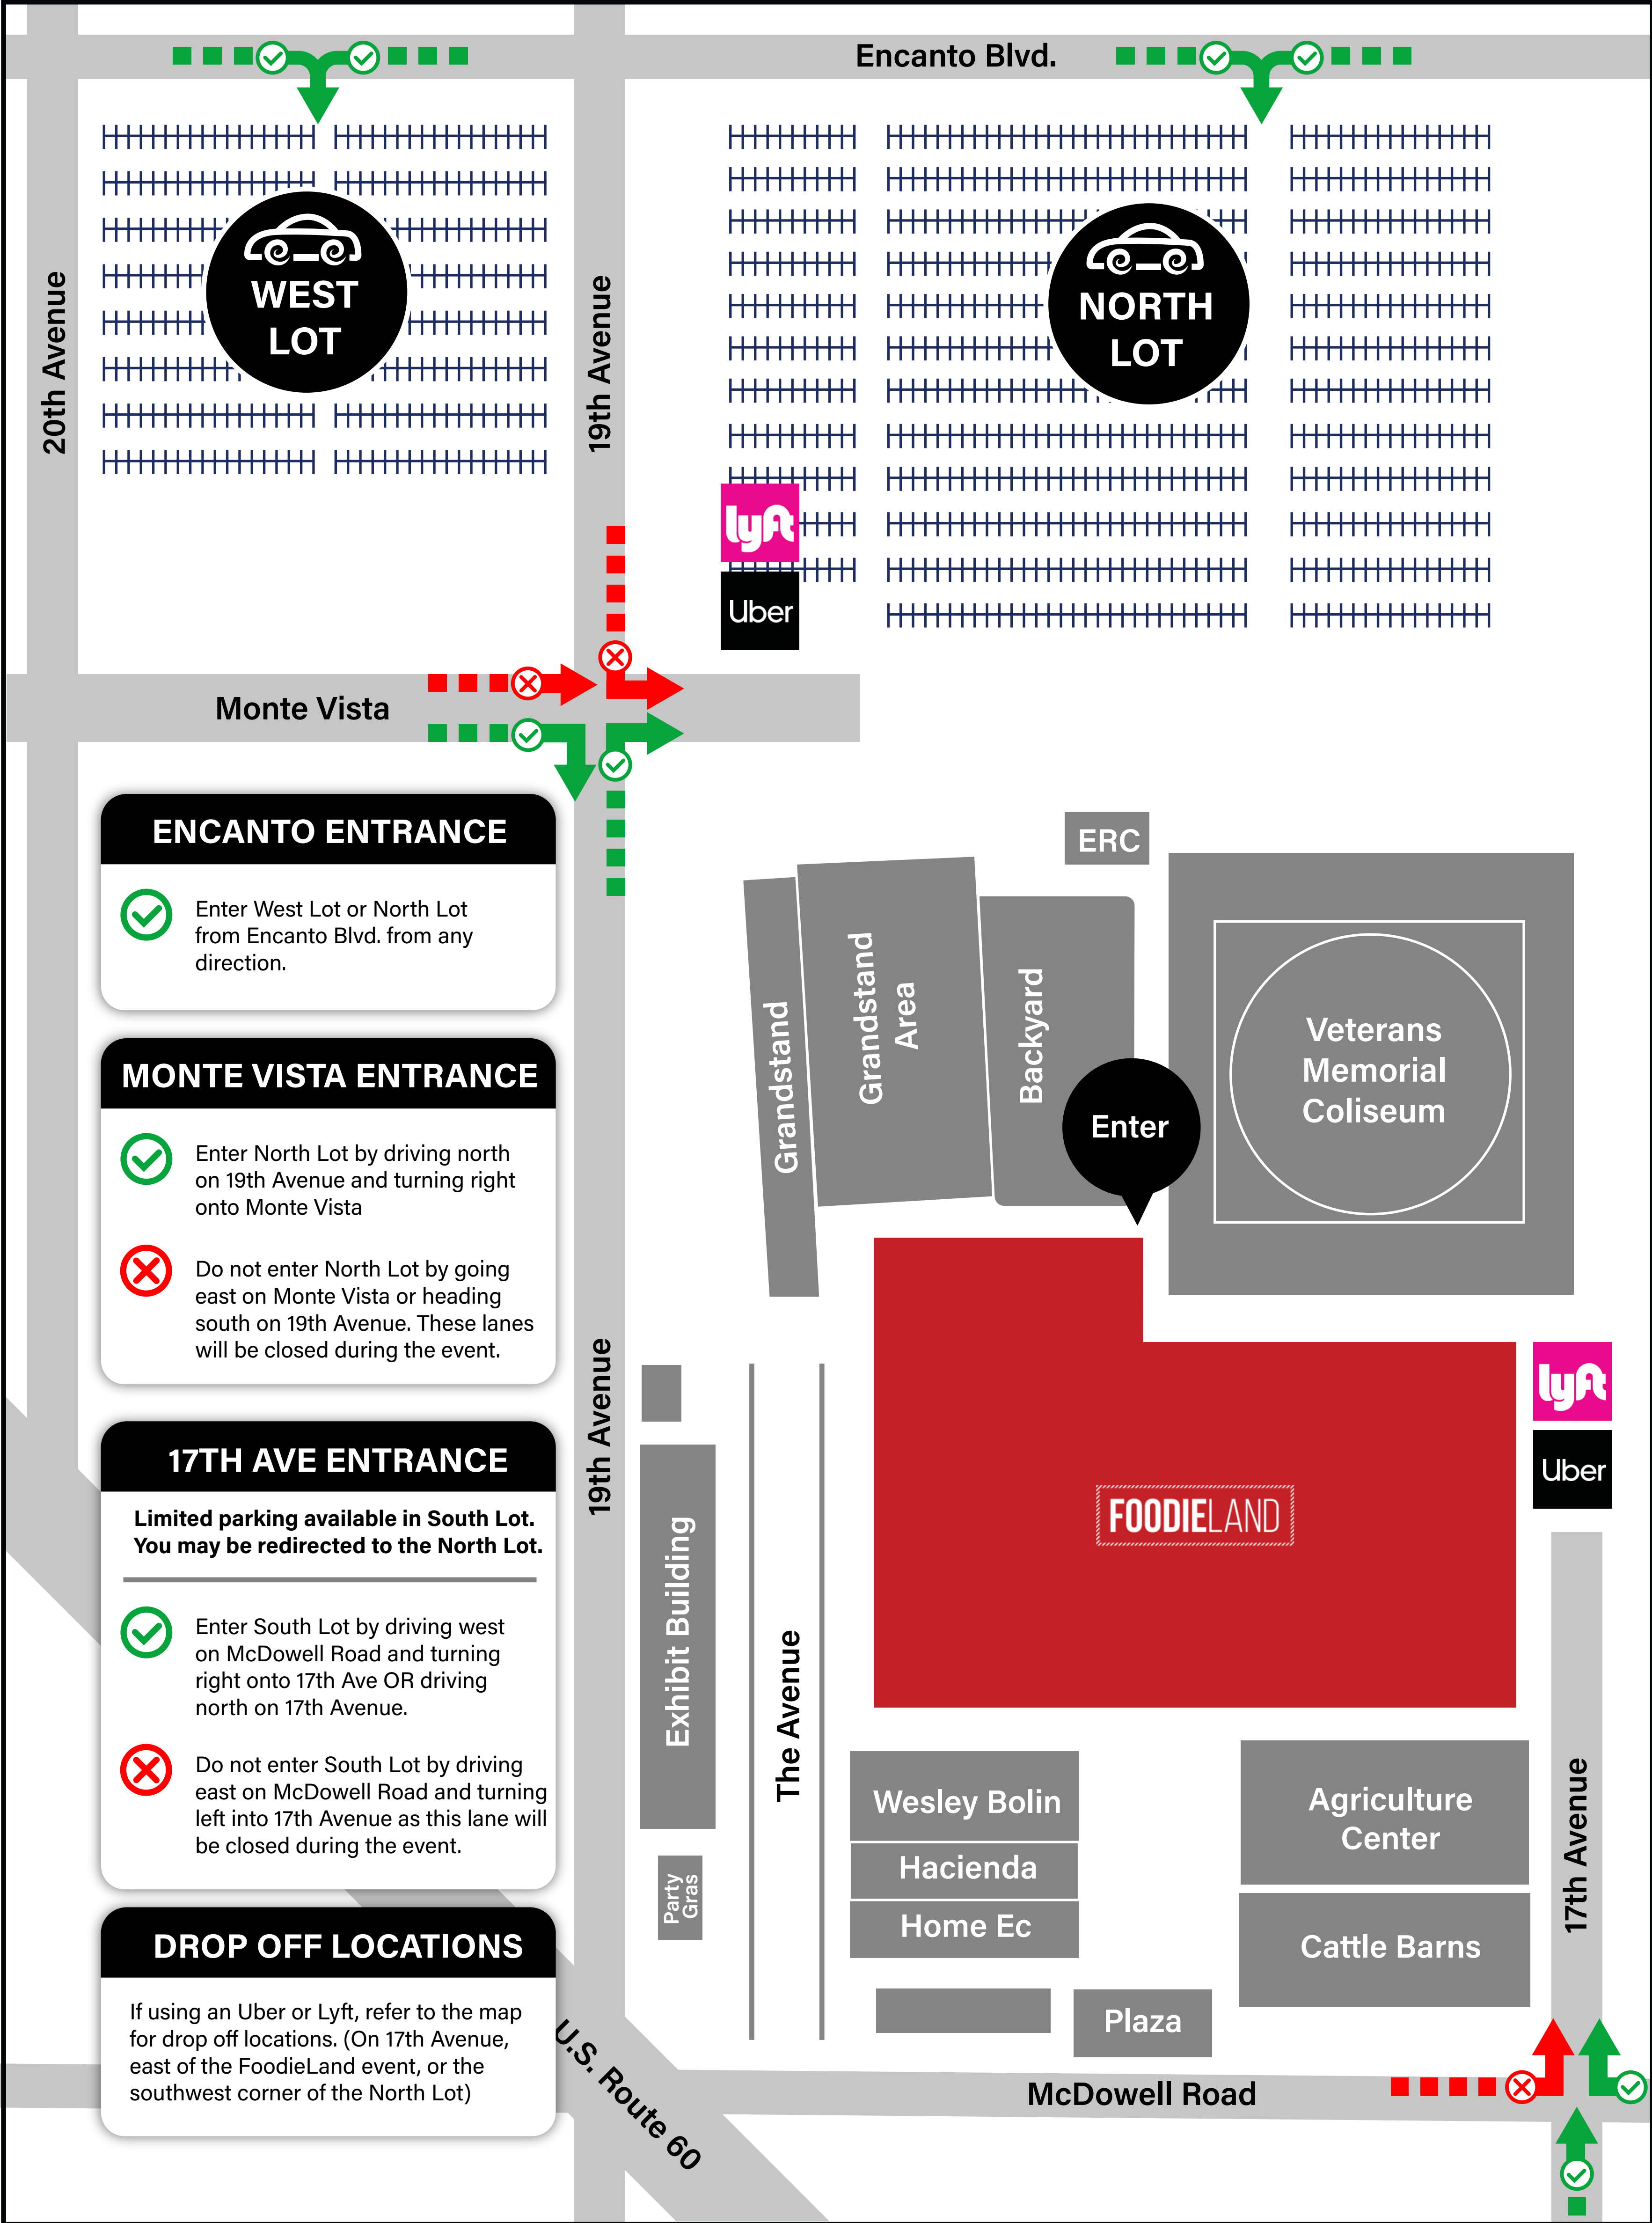 Encanto Blvd.
20th Avenue
WEST
LOT
19th Avenue
NORTH
LOT
lyft
Uber
Monte Vista
ENCANTO ENTRANCE
Enter West Lot or North Lot
from Encanto Blvd. from any
direction.
MONTE VISTA ENTRANCE
Enter North Lot by driving north
on 19th Avenue and turning right
onto Monte Vista
Do not enter North Lot by going
east on Monte Vista or heading
south on 19th Avenue. These lanes
will be closed during the event.
17TH AVE ENTRANCE
Limited parking available in South Lot.
You may be redirected to the North Lot.
Enter South Lot by driving west
on McDowell Road and turning
right onto 17th Ave OR driving
north on 17th Avenue.
Do not enter South Lot by driving
east on McDowell Road and turning
left into 17th Avenue as this lane will
be closed during the event.
DROP OFF LOCATIONS
If using an Uber or Lyft, refer to the map
for drop off locations. (On 17th Avenue,
east of the FoodieLand event, or the
southwest corner of the North Lot)
ERC
Grandstand
Grandstand
Area
Backyard
Enter
Veterans
Memorial
Coliseum
19th Avenue
Exhibit Building
The Avenue
FOODIELAND
lyft
Uber
Party
Gras
Wesley Bolin
Hacienda
Home Ec
Plaza
Agriculture
Center
Cattle Barns
17th Avenue
McDowell Road
U.S. Route 60